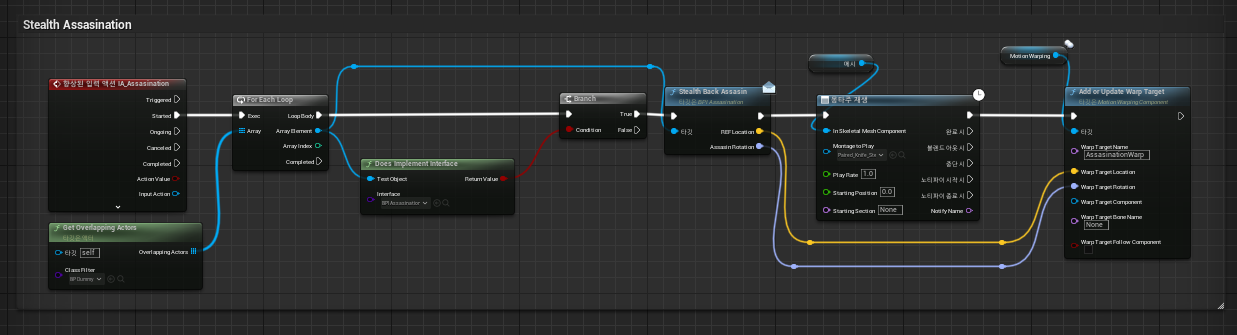 Stealth Assasination
향상된 입력 액션 IA_Assasination
Triggered
Started
Ongoing
Canceled
Completed
Action Value
Input Action
Get Overlapping Actors
타깃은 액터
타깃 self
Overlapping Actors
Class Filter
BP Dummy
For Each Loop
Exec
Loop Body
Array
Array Element
Array Index
Completed
Does Implement Interface
Test Object
Return Value
Interface
BPI Assasination
Branch
True
Condition
False
Stealth Back Assasin
타깃은 BPI Assasination
타깃
REF Location
Assasin Rotation
메시
몽타주 재생
In Skeletal Mesh Component
완료 시
Montage to Play
Paired_Knife_Ste
블렌드 아웃 시
중단 시
Play Rate 1.0
노티파이 시작 시
Starting Position 0.0
노티파이 종료 시
Starting Section None
Notify Name
Motion Warping
Add or Update Warp Target
타깃은 Motion Warping Component
타깃
Warp Target Name
AssasinationWarp
Warp Target Location
Warp Target Rotation
Warp Target Component
Warp Target Bone Name
None
Warp Target Follow Component